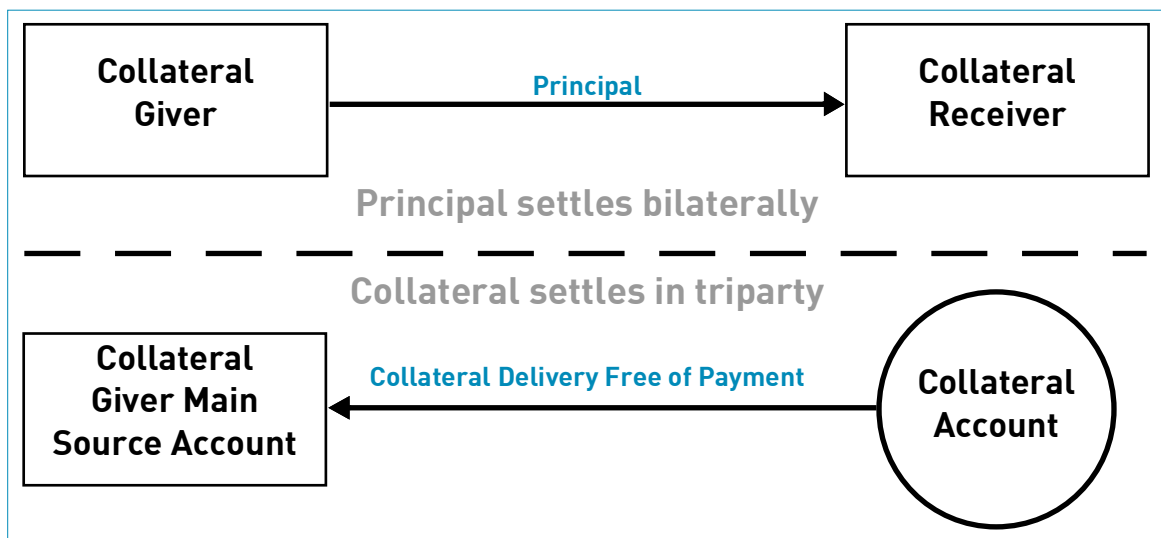 Collateral
Giver
Principal
Collateral
Receiver
Principal settles bilaterally
Collateral settles in triparty
Collateral
Giver Main
Source Account
Collateral Delivery Free of Payment
Collateral
Account